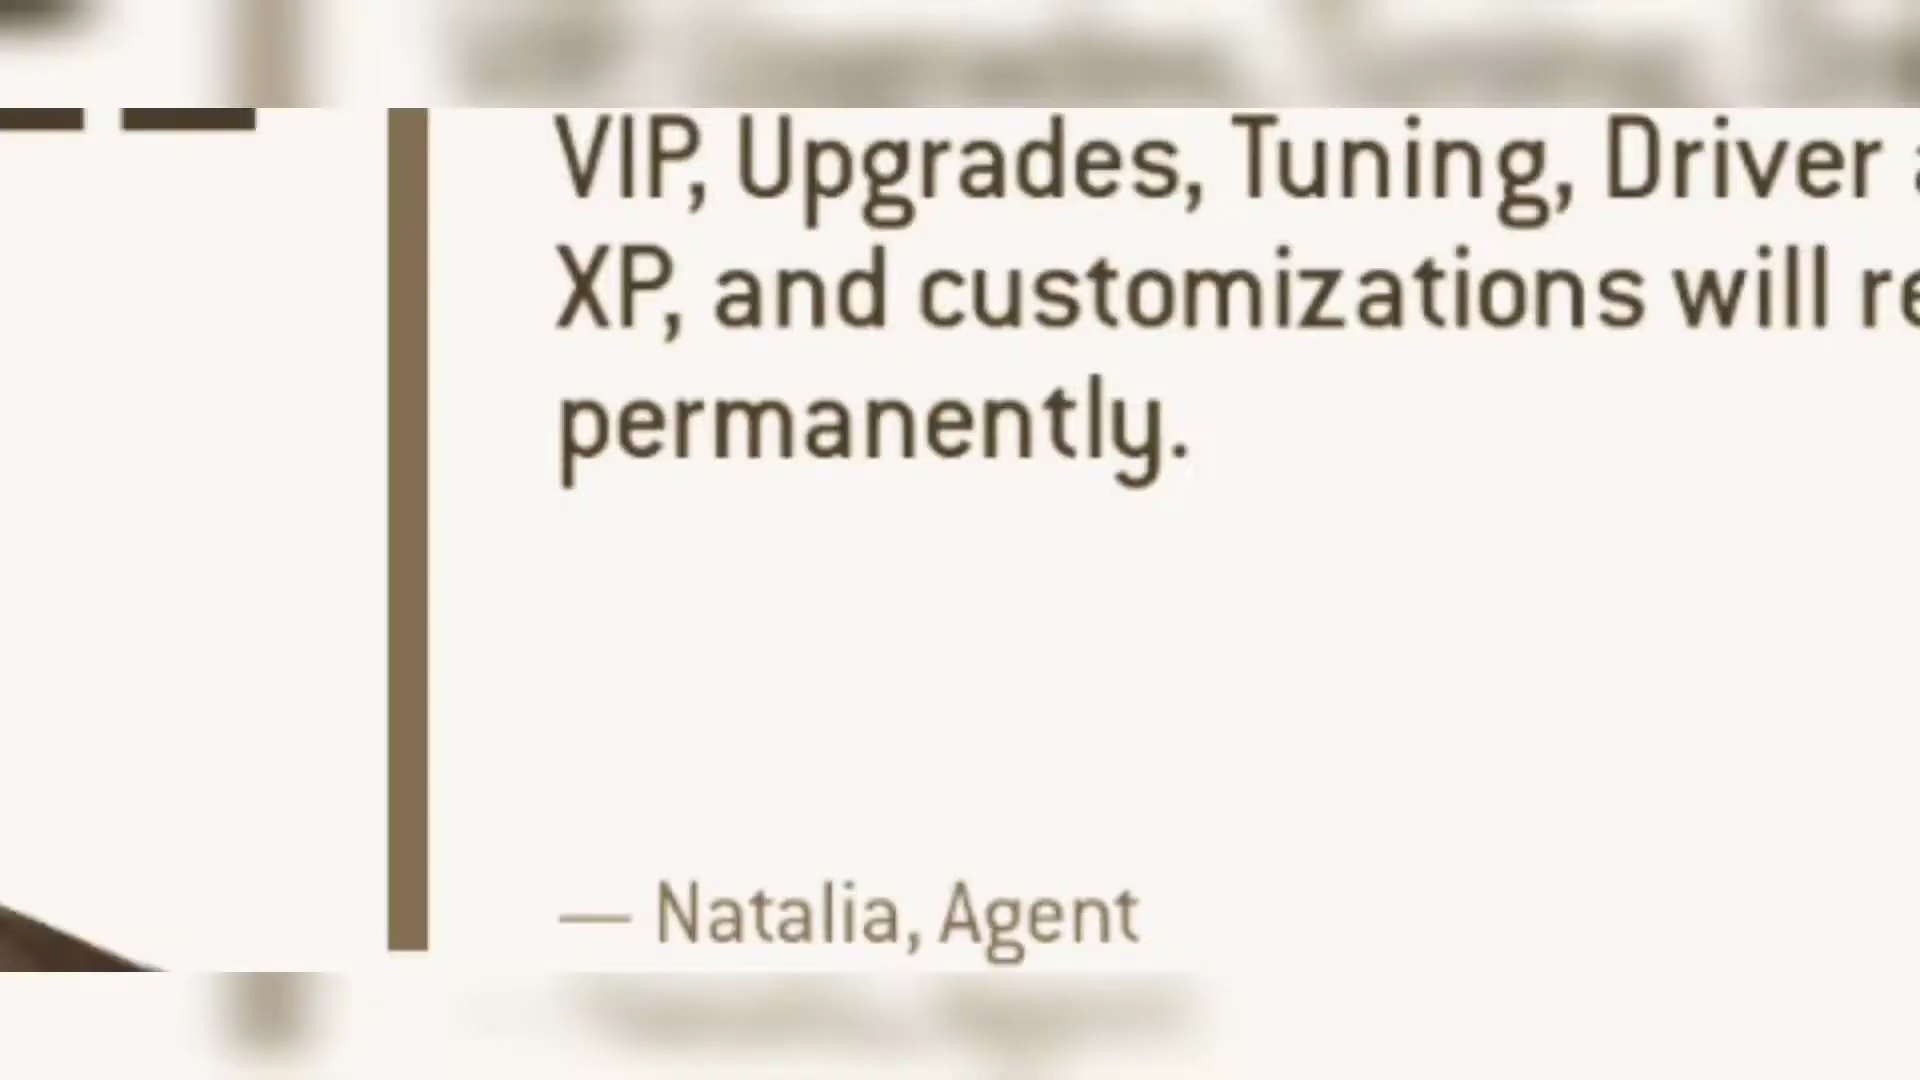 VIP, Upgrades, Tuning, Driver
XP, and customizations will
permanently.
— Natalia, Agent